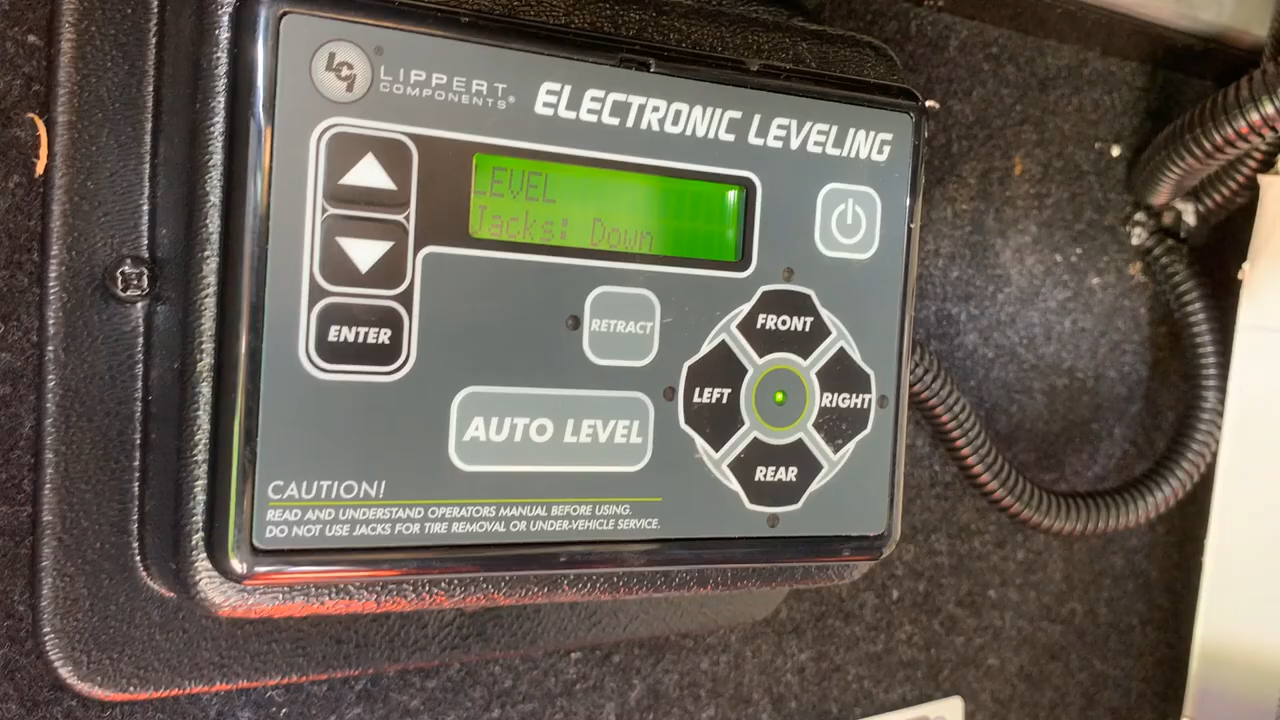 LCI
LIPPERT
COMPONENTS®
ELECTRONIC LEVELING
LEVEL
Jacks: Down
ENTER
RETRACT
AUTO LEVEL
FRONT
LEFT
RIGHT
REAR
CAUTION!
READ AND UNDERSTAND OPERATORS MANUAL BEFORE USING.
DO NOT USE JACKS FOR TIRE REMOVAL OR UNDER-VEHICLE SERVICE.